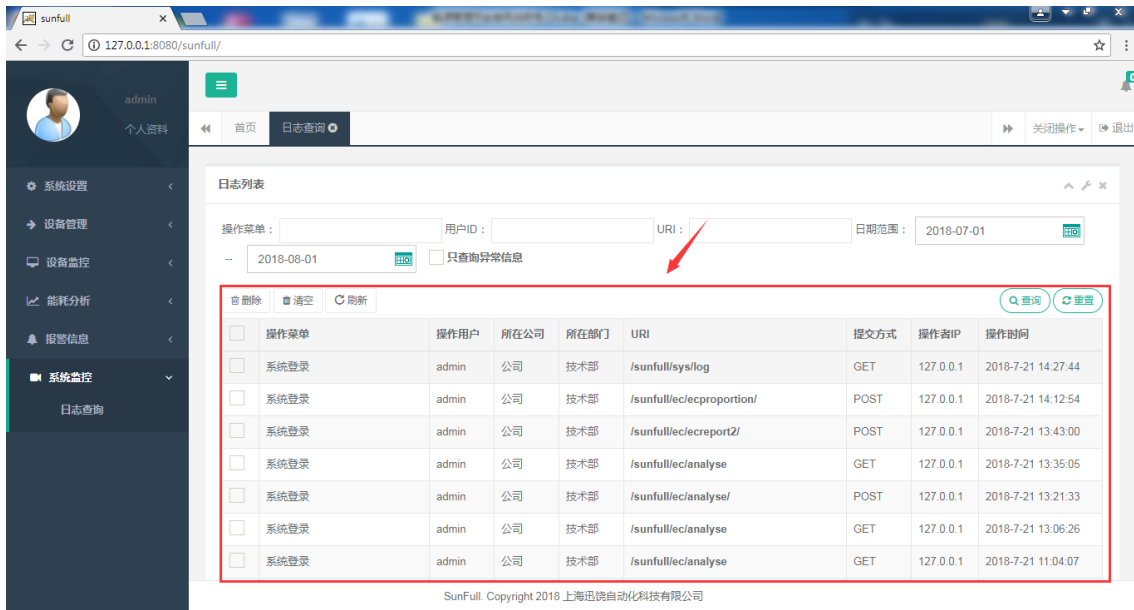 sunfull
127.0.0.1:8080/sunfull/
admin
个人资料
首页 日志查询
关闭操作 退出
系统设置
设备管理
设备监控
能耗分析
报警信息
系统监控
日志查询
日志列表
操作菜单： 用户ID： URI： 日期范围： 2018-07-01
-- 2018-08-01 只查询异常信息
删除 清空 刷新 查询 重置
操作菜单 操作用户 所在公司 所在部门 URI 提交方式 操作者IP 操作时间
系统登录 admin 公司 技术部 /sunfull/sys/log GET 127.0.0.1 2018-7-21 14:27:44
系统登录 admin 公司 技术部 /sunfull/ec/ecproportion/ POST 127.0.0.1 2018-7-21 14:12:54
系统登录 admin 公司 技术部 /sunfull/ec/ecreport2/ POST 127.0.0.1 2018-7-21 13:43:00
系统登录 admin 公司 技术部 /sunfull/ec/analyse GET 127.0.0.1 2018-7-21 13:35:05
系统登录 admin 公司 技术部 /sunfull/ec/analyse/ POST 127.0.0.1 2018-7-21 13:21:33
系统登录 admin 公司 技术部 /sunfull/ec/analyse GET 127.0.0.1 2018-7-21 13:06:26
系统登录 admin 公司 技术部 /sunfull/ec/analyse GET 127.0.0.1 2018-7-21 11:04:07
SunFull. Copyright 2018 上海迅饶自动化科技有限公司